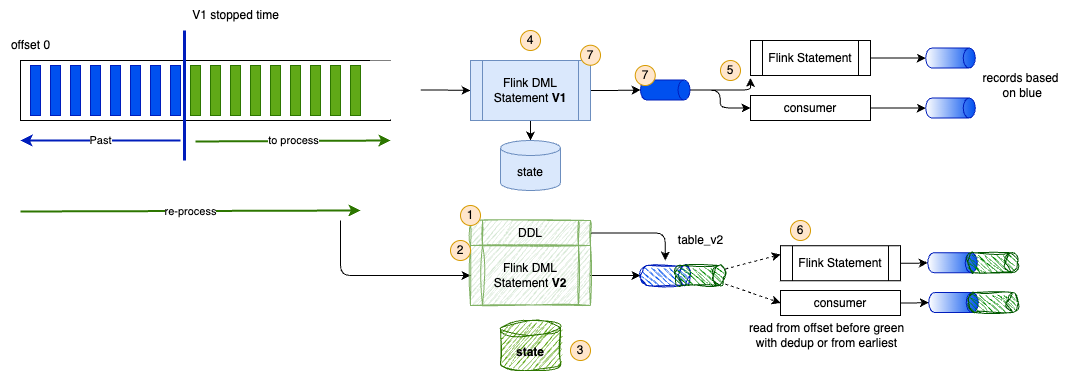 V1 stopped time
offset 0
Past
to process
re-process
4
7
Flink DML
Statement V1
state
7
5
Flink Statement
consumer
records based
on blue
1
DDL
2
Flink DML
Statement V2
state
3
table_v2
6
Flink Statement
consumer
read from offset before green
with dedup or from earliest